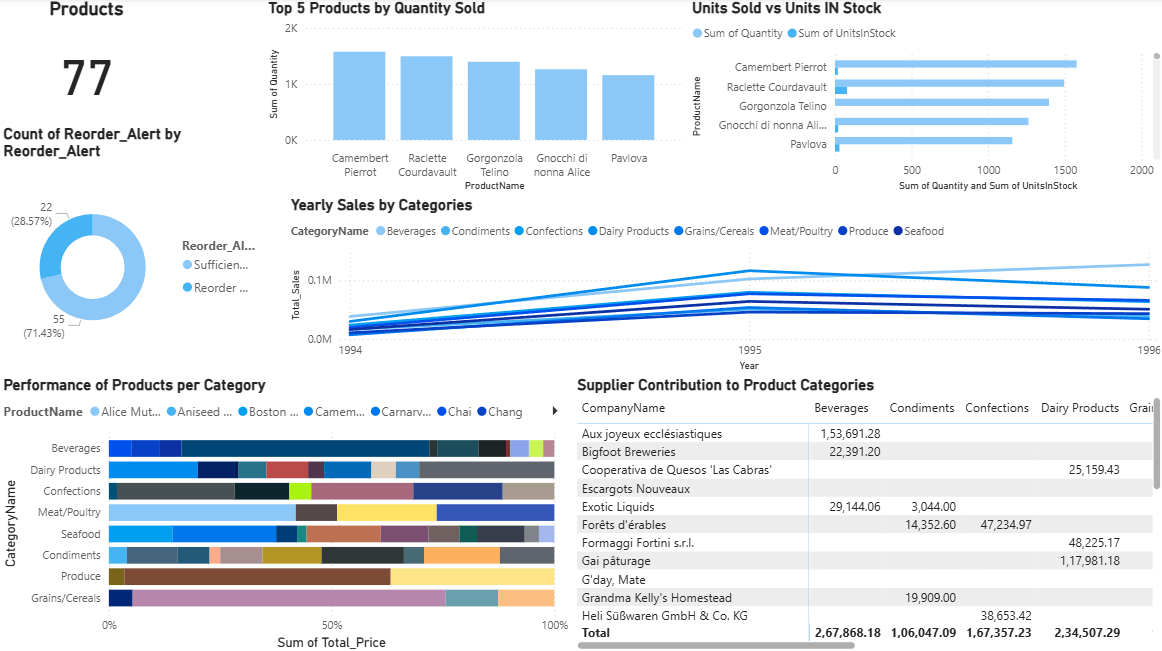 Products
77
Count of Reorder_Alert by
Reorder_Alert
22
(28.57%)
55
(71.43%)
Reorder_Al...
Sufficien...
Reorder ...
Top 5 Products by Quantity Sold
Sum of Quantity
2K
1K
0K
Camembert Pierrot
Raclette Courdavault
Gorgonzola Telino
Gnocchi di nonna Alice
Pavlova
ProductName
Units Sold vs Units IN Stock
Sum of Quantity Sum of UnitsInStock
ProductName
Camembert Pierrot
Raclette Courdavault
Gorgonzola Telino
Gnocchi di nonna Ali...
Pavlova
0 500 1000 1500 2000
Sum of Quantity and Sum of UnitsInStock
Yearly Sales by Categories
CategoryName Beverages Condiments Confections Dairy Products Grains/Cereals Meat/Poultry Produce Seafood
Total_Sales
0.1M
0.0M
1994 1995 1996
Year
Performance of Products per Category
ProductName Alice Mut... Aniseed ... Boston ... Camem... Carnarv... Chai Chang
CategoryName
Beverages
Dairy Products
Confections
Meat/Poultry
Seafood
Condiments
Produce
Grains/Cereals
0% 50% 100%
Sum of Total_Price
Supplier Contribution to Product Categories
CompanyName Beverages Condiments Confections Dairy Products Grai
Aux joyeux ecclésiastiques 1,53,691.28
Bigfoot Breweries 22,391.20
Cooperativa de Quesos 'Las Cabras' 25,159.43
Escargots Nouveaux
Exotic Liquids 29,144.06 3,044.00
Forêts d'érables 14,352.60 47,234.97
Formaggi Fortini s.r.l. 48,225.17
Gai pâturage 1,17,981.18
G'day, Mate
Grandma Kelly's Homestead 19,909.00
Heli Süßwaren GmbH & Co. KG 38,653.42
Total 2,67,868.18 1,06,047.09 1,67,357.23 2,34,507.29